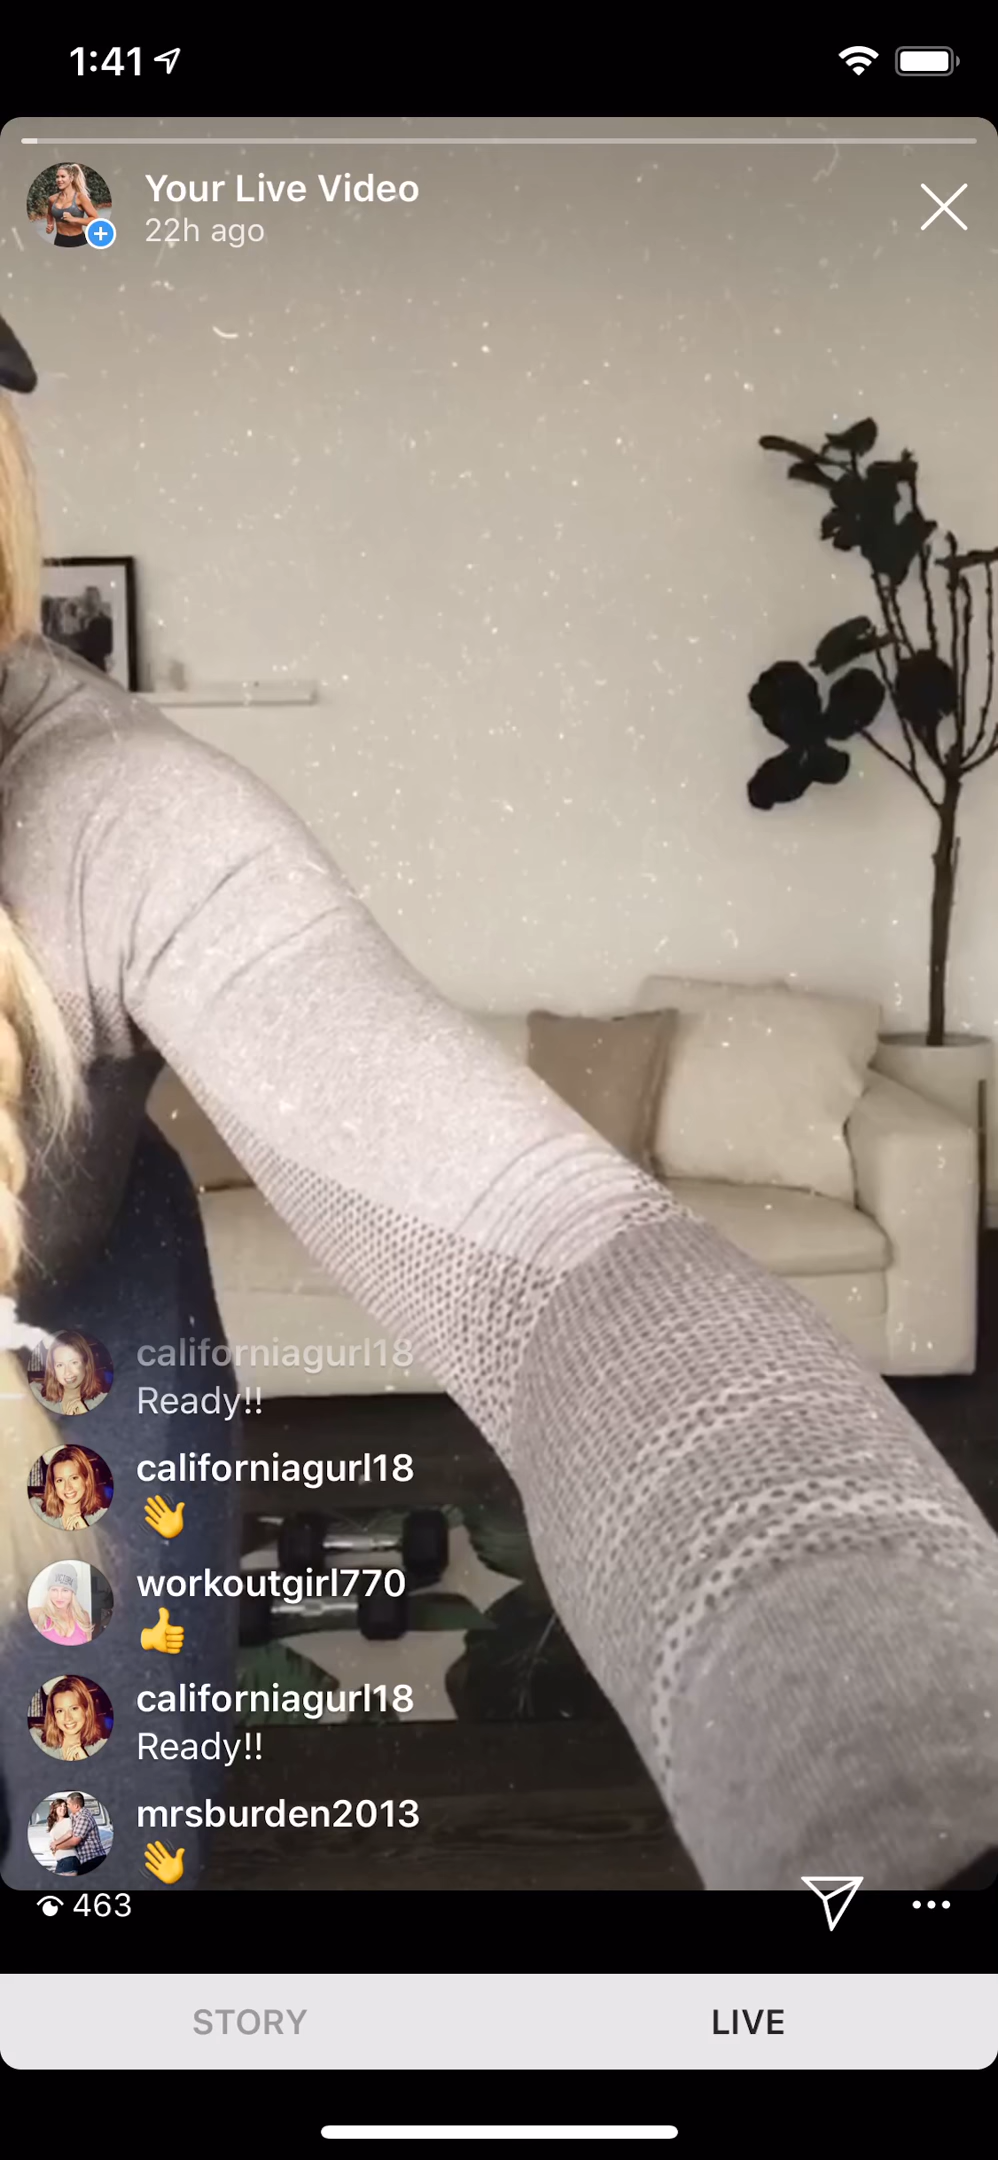 1:41
Your Live Video
22h ago
californiagurl18
Ready!!
californiagurl18
👋
workoutgirl770
👍
californiagurl18
Ready!!
mrsburden2013
👋
463
STORY
LIVE